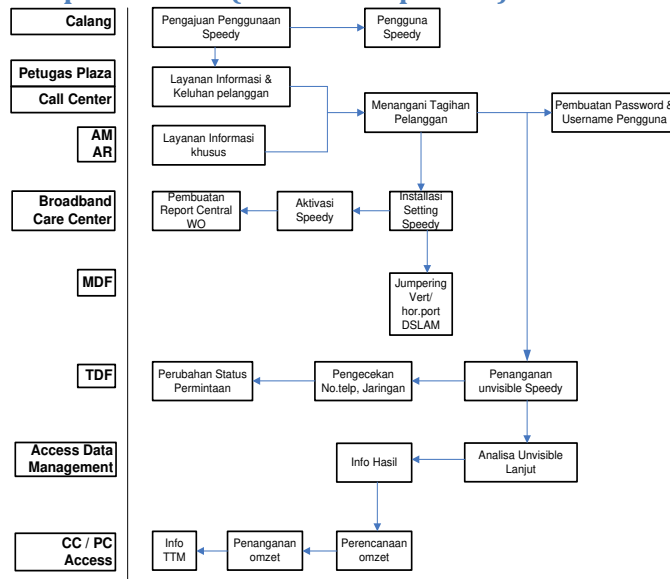 Calang
Pengajuan Penggunaan
Speedy
Pengguna
Speedy
Petugas Plaza
Call Center
Layanan Informasi &
Keluhan pelanggan
Menangani Tagihan
Pelanggan
Pembuatan Password &
Username Pengguna
AM
AR
Layanan Informasi
khusus
Broadband
Care Center
Pembuatan
Report Central
WO
Aktivasi
Speedy
Installasi
Setting
Speedy
MDF
Jumpering
Vert/
hor.port
DSLAM
TDF
Perubahan Status
Permintaan
Pengecekan
No.telp, Jaringan
Penanganan
unvisible Speedy
Access Data
Management
Info Hasil
Analisa Unvisible
Lanjut
CC / PC
Access
Info
TTM
Penanganan
omzet
Perencanaan
omzet